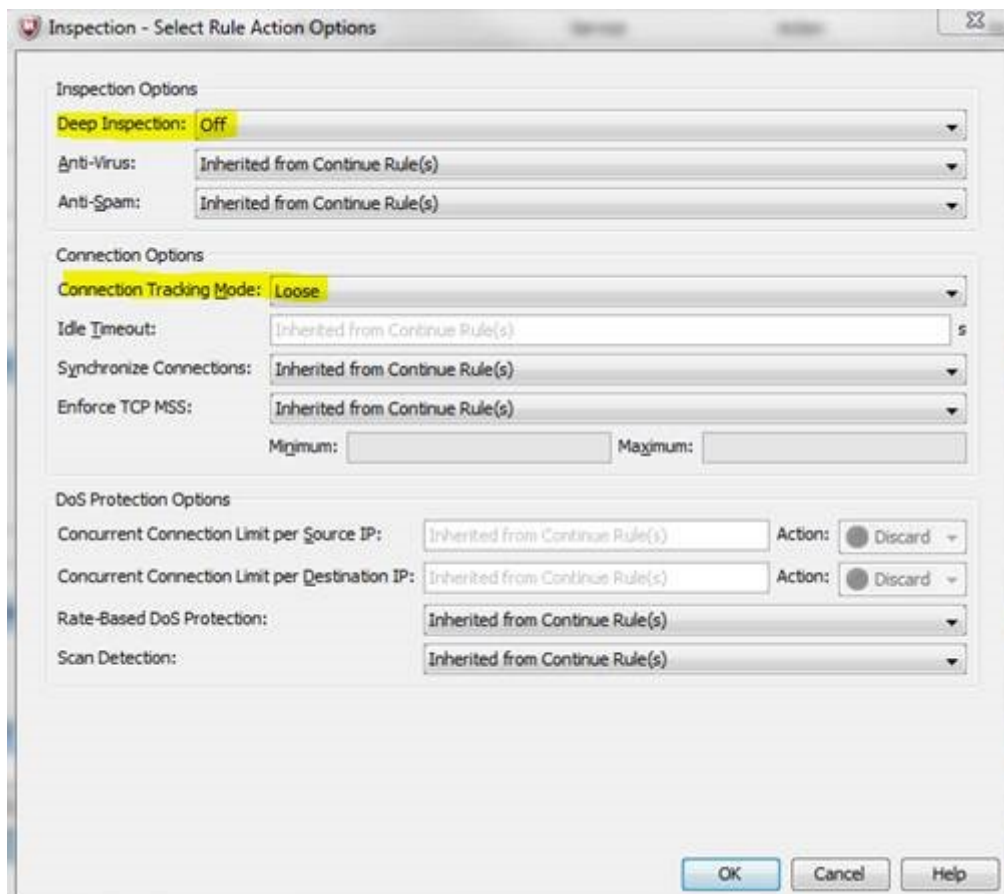 Inspection - Select Rule Action Options
Inspection Options
Deep Inspection: Off
Anti-Virus: Inherited from Continue Rule(s)
Anti-Spam: Inherited from Continue Rule(s)
Connection Options
Connection Tracking Mode: Loose
Idle Timeout: Inherited from Continue Rule(s) s
Synchronize Connections: Inherited from Continue Rule(s)
Enforce TCP MSS: Inherited from Continue Rule(s)
Minimum: Maximum:
DoS Protection Options
Concurrent Connection Limit per Source IP: Inherited from Continue Rule(s) Action: Discard
Concurrent Connection Limit per Destination IP: Inherited from Continue Rule(s) Action: Discard
Rate-Based DoS Protection: Inherited from Continue Rule(s)
Scan Detection: Inherited from Continue Rule(s)
OK Cancel Help